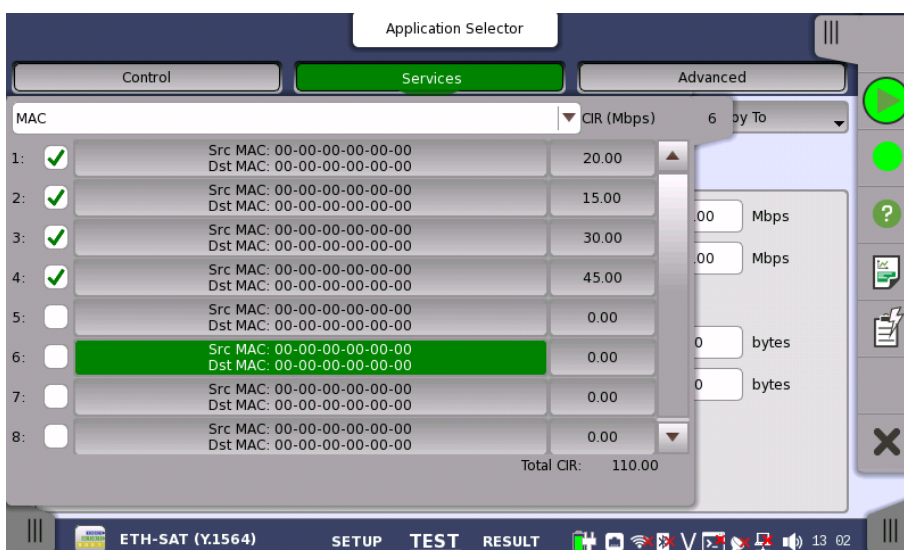 Application Selector
Control Services Advanced
MAC CIR (Mbps) 6 by To
1: Src MAC: 00-00-00-00-00-00 20.00
Dst MAC: 00-00-00-00-00-00
2: Src MAC: 00-00-00-00-00-00 15.00
Dst MAC: 00-00-00-00-00-00
3: Src MAC: 00-00-00-00-00-00 30.00
Dst MAC: 00-00-00-00-00-00
4: Src MAC: 00-00-00-00-00-00 45.00
Dst MAC: 00-00-00-00-00-00
5: Src MAC: 00-00-00-00-00-00 0.00
Dst MAC: 00-00-00-00-00-00
6: Src MAC: 00-00-00-00-00-00 0.00
Dst MAC: 00-00-00-00-00-00
7: Src MAC: 00-00-00-00-00-00 0.00
Dst MAC: 00-00-00-00-00-00
8: Src MAC: 00-00-00-00-00-00 0.00
Dst MAC: 00-00-00-00-00-00
Total CIR: 110.00
.00 Mbps
.00 Mbps
0 bytes
0 bytes
ETH-SAT (Y.1564) SETUP TEST RESULT V 13 02